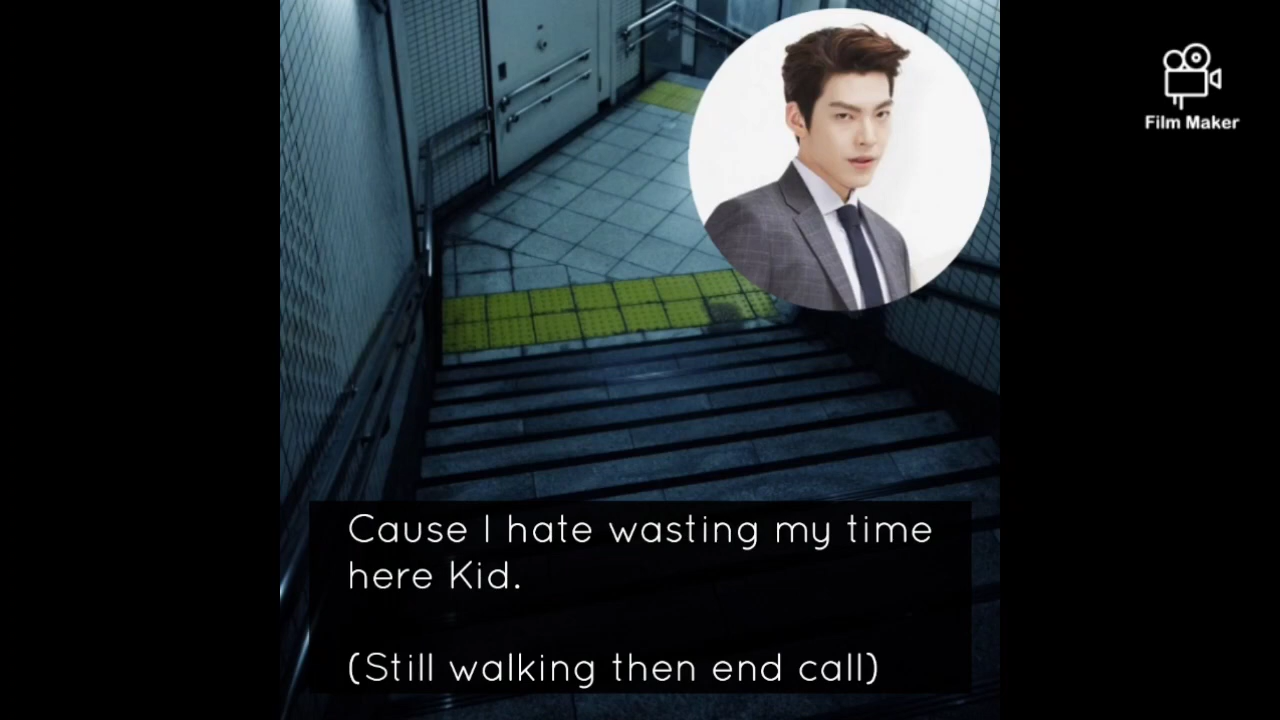 Film Maker
Cause I hate wasting my time
here Kid.
(Still walking then end call)